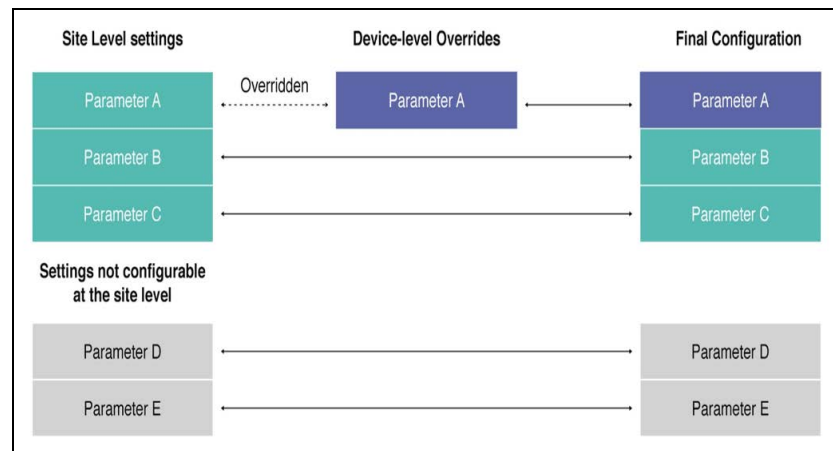 Site Level settings
Device-level Overrides
Final Configuration
Parameter A
Overridden
Parameter A
Parameter A
Parameter B
Parameter B
Parameter C
Parameter C
Settings not configurable
at the site level
Parameter D
Parameter D
Parameter E
Parameter E